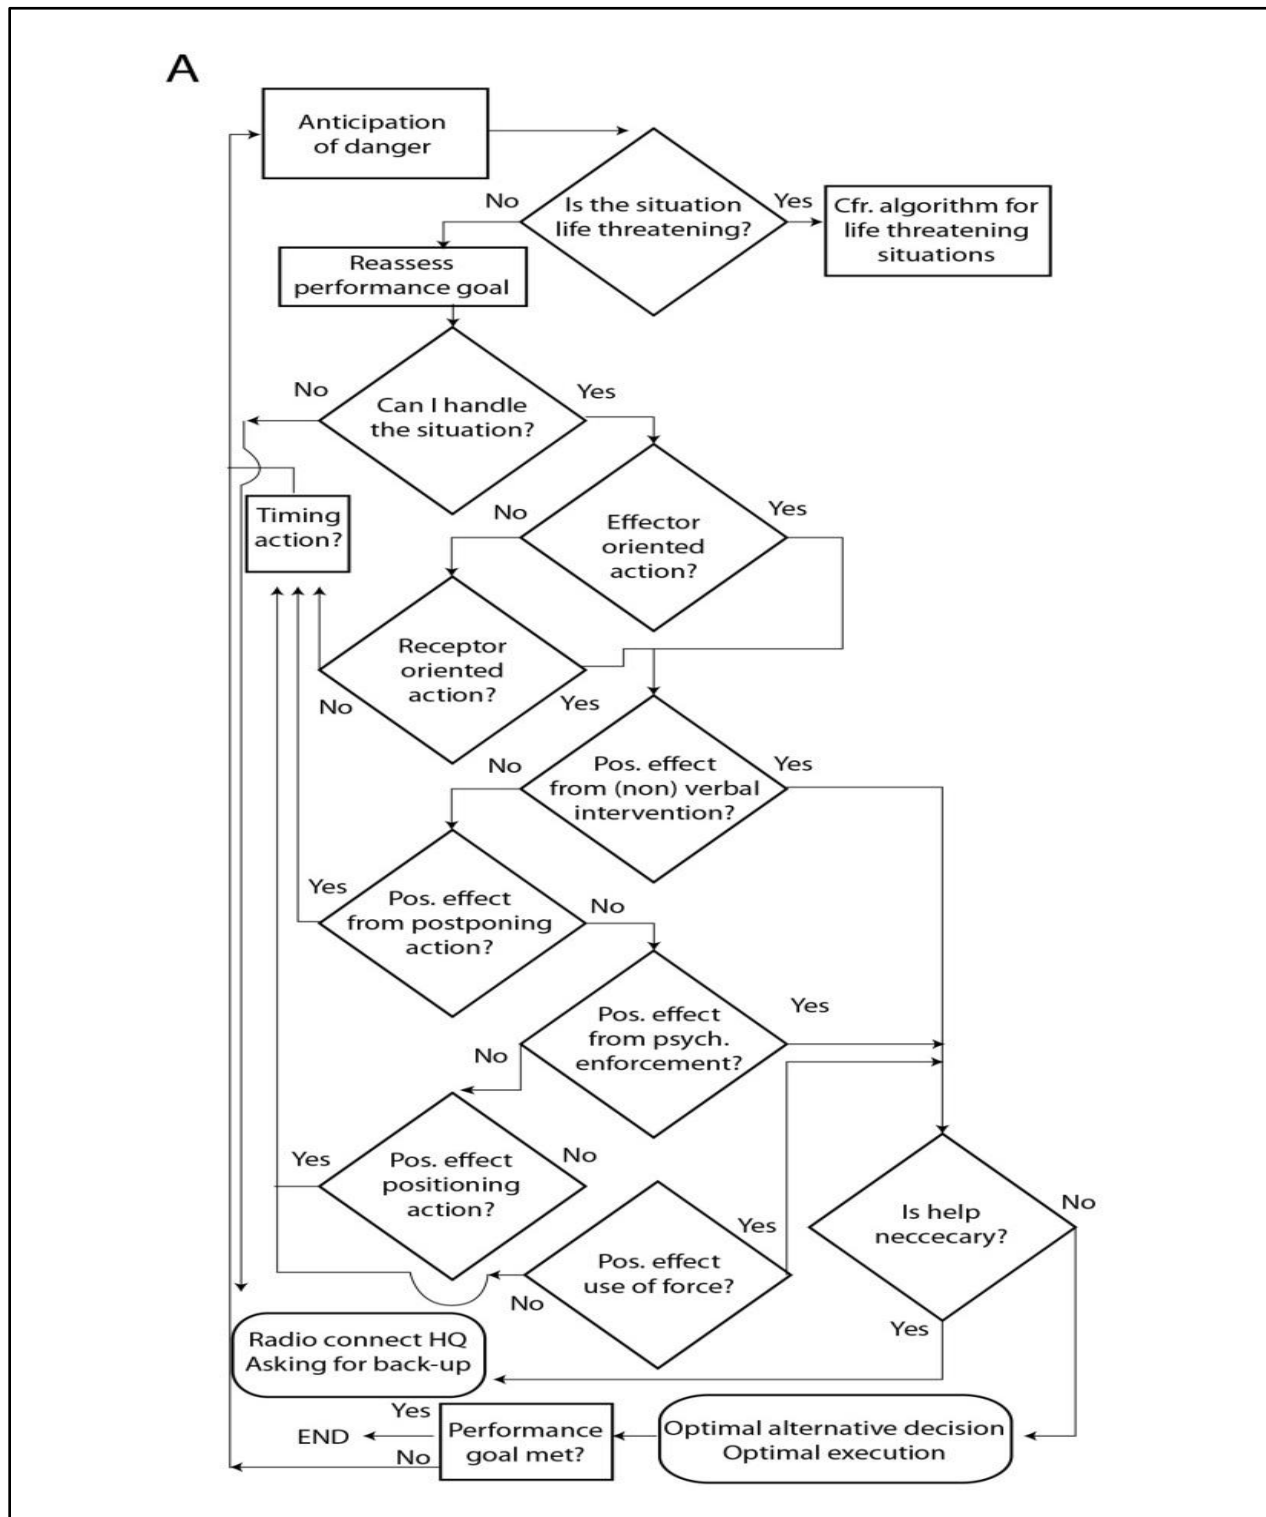 A
Anticipation
of danger
No
Is the situation
life threatening?
Yes
Cfr. algorithm for
life threatening
situations
Reassess
performance goal
No
Can I handle
the situation?
Yes
Timing
action?
No
Effector
oriented
action?
Yes
Receptor
oriented
action?
No
Yes
No
Pos. effect
from (non) verbal
intervention?
Yes
Yes
Pos. effect
from postponing
action?
No
Pos. effect
from psych.
enforcement?
Yes
No
Yes
Pos. effect
positioning
action?
No
Pos. effect
use of force?
Yes
No
Is help
neccecary?
No
Yes
Radio connect HQ
Asking for back-up
Yes
END
No
Performance
goal met?
Optimal alternative decision
Optimal execution